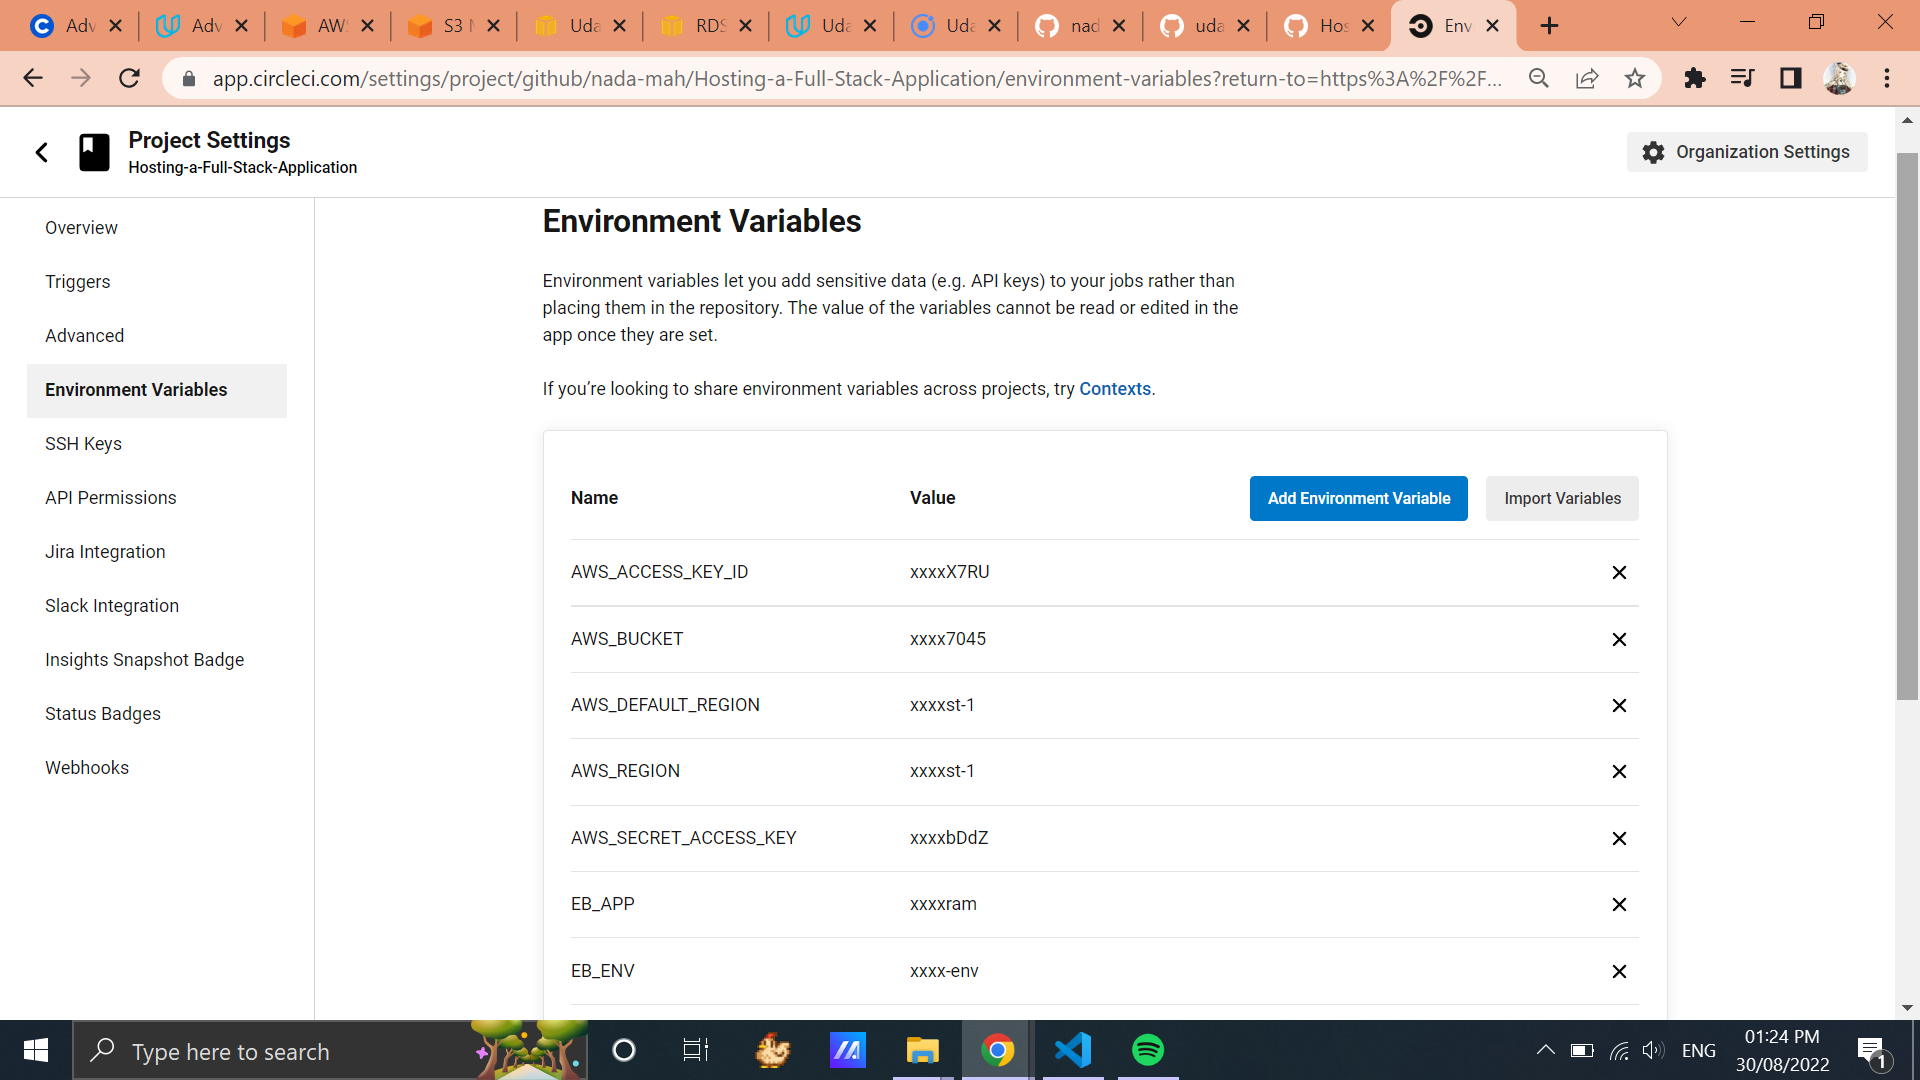 Adv
Adv
AWS
S3 M
Uda
RDS
Uda
Uda
nad
uda
Hos
Env
app.circleci.com/settings/project/github/nada-mah/Hosting-a-Full-Stack-Application/environment-variables?return-to=https%3A%2F%2F...
Project Settings
Hosting-a-Full-Stack-Application
Organization Settings
Overview
Triggers
Advanced
Environment Variables
SSH Keys
API Permissions
Jira Integration
Slack Integration
Insights Snapshot Badge
Status Badges
Webhooks
Environment Variables
Environment variables let you add sensitive data (e.g. API keys) to your jobs rather than
placing them in the repository. The value of the variables cannot be read or edited in the
app once they are set.
If you’re looking to share environment variables across projects, try Contexts.
Name Value Add Environment Variable Import Variables
AWS_ACCESS_KEY_ID xxxxX7RU
AWS_BUCKET xxxx7045
AWS_DEFAULT_REGION xxxxst-1
AWS_REGION xxxxst-1
AWS_SECRET_ACCESS_KEY xxxxbDdZ
EB_APP xxxxram
EB_ENV xxxx-env
Type here to search
ENG
01:24 PM
30/08/2022
1